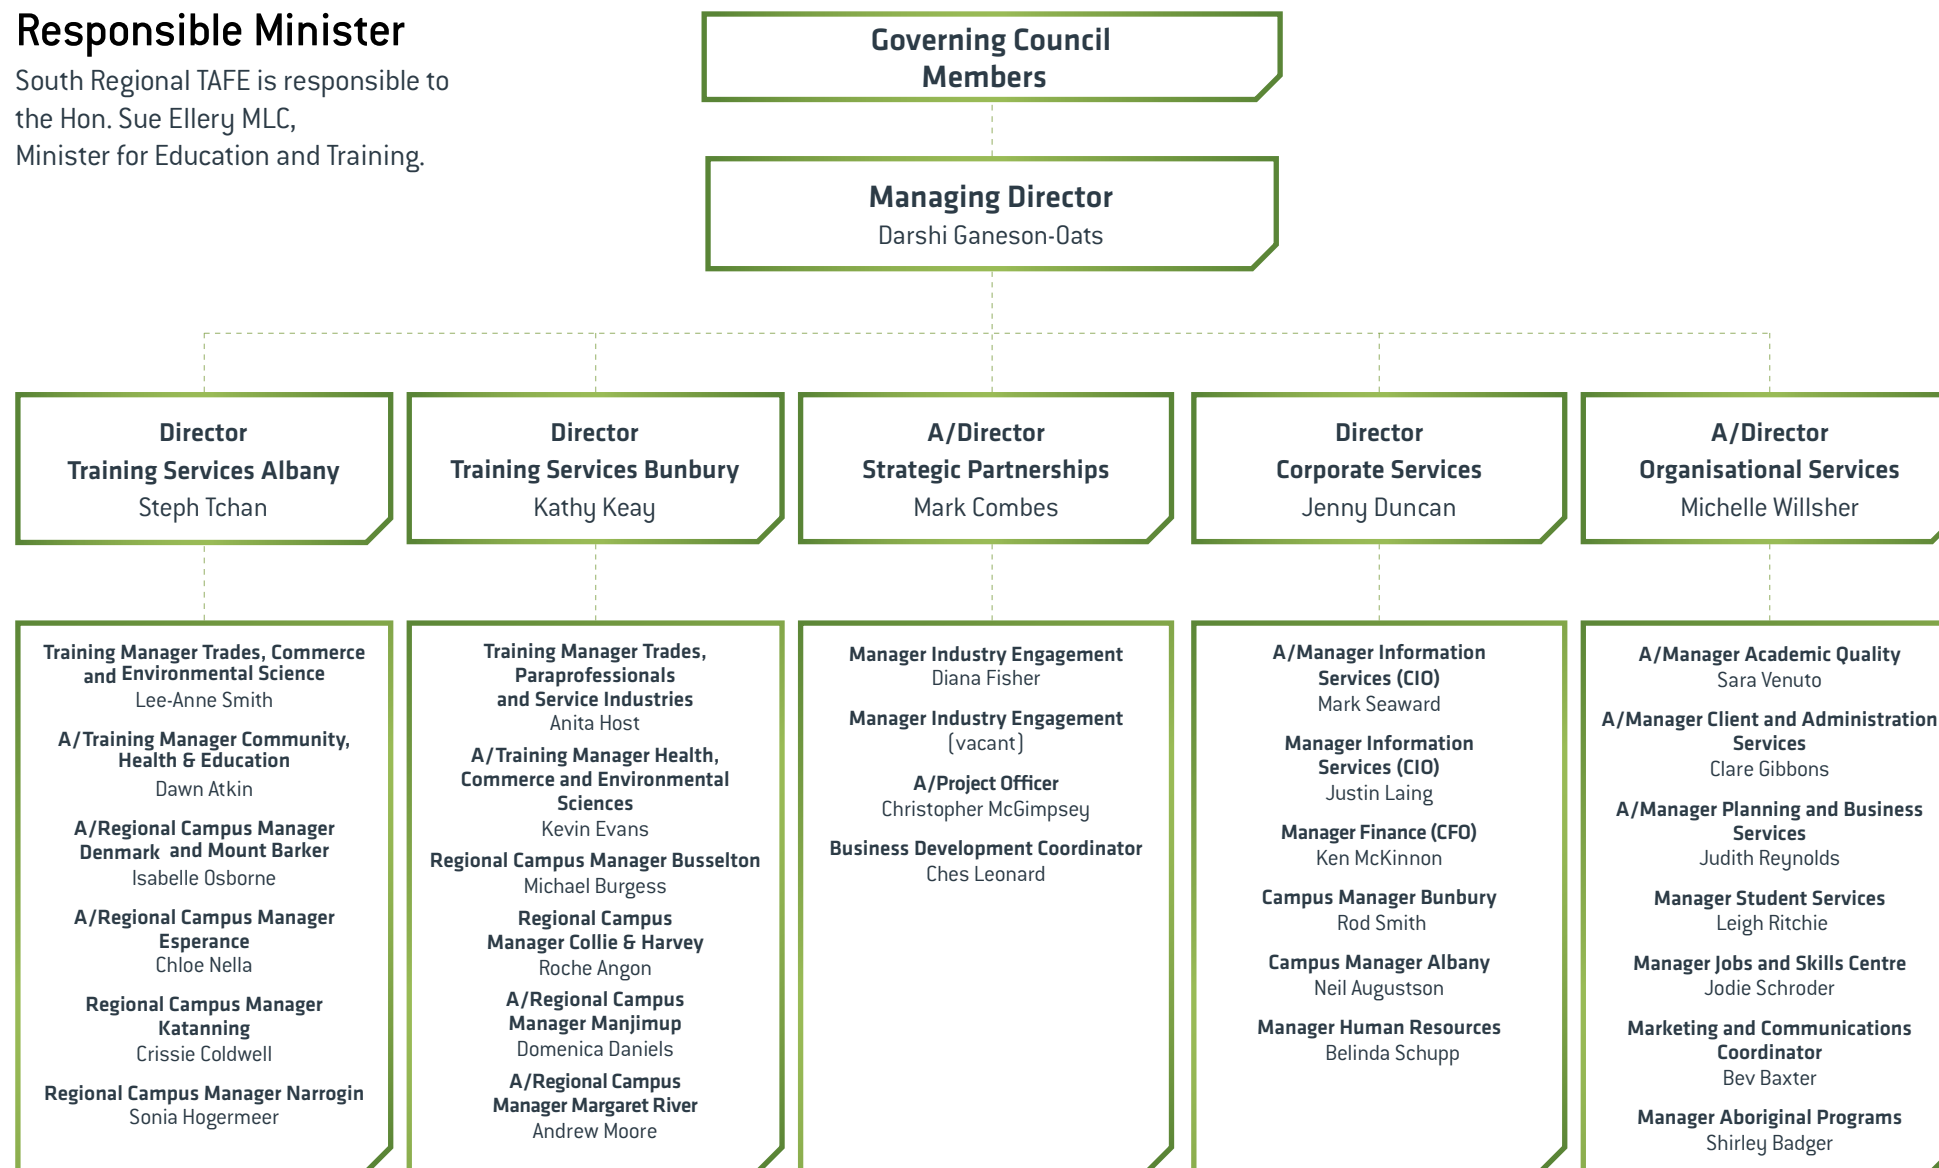 Responsible Minister
South Regional TAFE is responsible to
the Hon. Sue Ellery MLC,
Minister for Education and Training.
Governing Council
Members
Managing Director
Darshi Ganeson-Oats
Director
Training Services Albany
Steph Tchan
Director
Training Services Bunbury
Kathy Keay
A/Director
Strategic Partnerships
Mark Combes
Director
Corporate Services
Jenny Duncan
A/Director
Organisational Services
Michelle Willsher
Training Manager Trades, Commerce
and Environmental Science
Lee-Anne Smith
A/Training Manager Community,
Health & Education
Dawn Atkin
A/Regional Campus Manager
Denmark and Mount Barker
Isabelle Osborne
A/Regional Campus Manager
Esperance
Chloe Nella
Regional Campus Manager
Katanning
Crissie Coldwell
Regional Campus Manager Narrogin
Sonia Hogermeer
Training Manager Trades,
Paraprofessionals
and Service Industries
Anita Host
A/Training Manager Health,
Commerce and Environmental
Sciences
Kevin Evans
Regional Campus Manager Busselton
Michael Burgess
Regional Campus
Manager Collie & Harvey
Roche Angon
A/Regional Campus
Manager Manjimup
Domenica Daniels
A/Regional Campus
Manager Margaret River
Andrew Moore
Manager Industry Engagement
Diana Fisher
Manager Industry Engagement
(vacant)
A/Project Officer
Christopher McGimpsey
Business Development Coordinator
Ches Leonard
A/Manager Information
Services (CIO)
Mark Seaward
Manager Information
Services (CIO)
Justin Laing
Manager Finance (CFO)
Ken McKinnon
Campus Manager Bunbury
Rod Smith
Campus Manager Albany
Neil Augustson
Manager Human Resources
Belinda Schupp
A/Manager Academic Quality
Sara Venuto
A/Manager Client and Administration
Services
Clare Gibbons
A/Manager Planning and Business
Services
Judith Reynolds
Manager Student Services
Leigh Ritchie
Manager Jobs and Skills Centre
Jodie Schroder
Marketing and Communications
Coordinator
Bev Baxter
Manager Aboriginal Programs
Shirley Badger